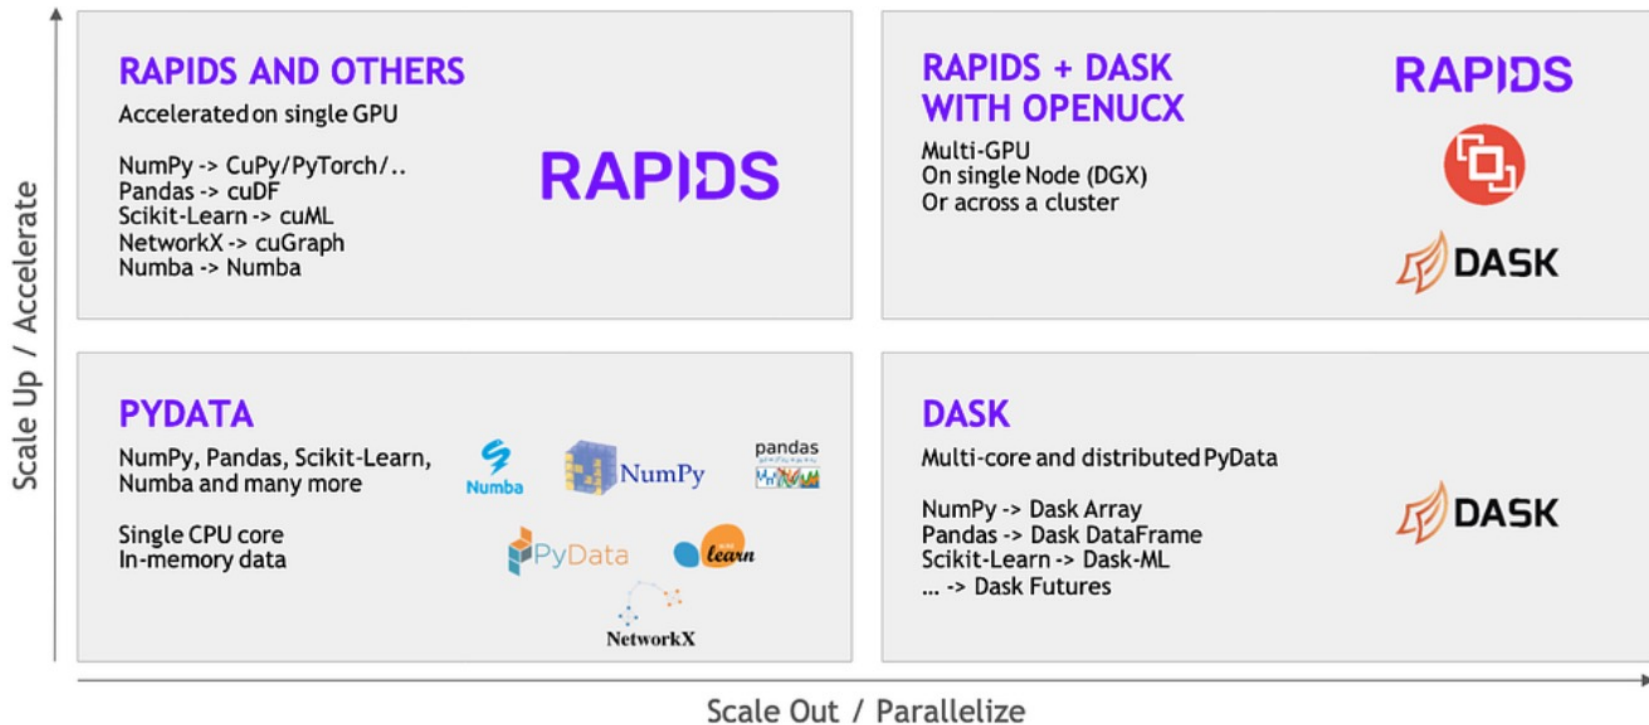 Scale Up / Accelerate
RAPIDS AND OTHERS
Accelerated on single GPU
NumPy -> CuPy/PyTorch/..
Pandas -> cuDF
Scikit-Learn -> cuML
NetworkX -> cuGraph
Numba -> Numba
RAPIDS
RAPIDS + DASK
WITH OPENUCX
Multi-GPU
On single Node (DGX)
Or across a cluster
RAPIDS
DASK
PYDATA
NumPy, Pandas, Scikit-Learn,
Numba and many more
Single CPU core
In-memory data
Numba
NumPy
pandas
PyData
learn
NetworkX
DASK
Multi-core and distributed PyData
NumPy -> Dask Array
Pandas -> Dask DataFrame
Scikit-Learn -> Dask-ML
... -> Dask Futures
DASK
Scale Out / Parallelize